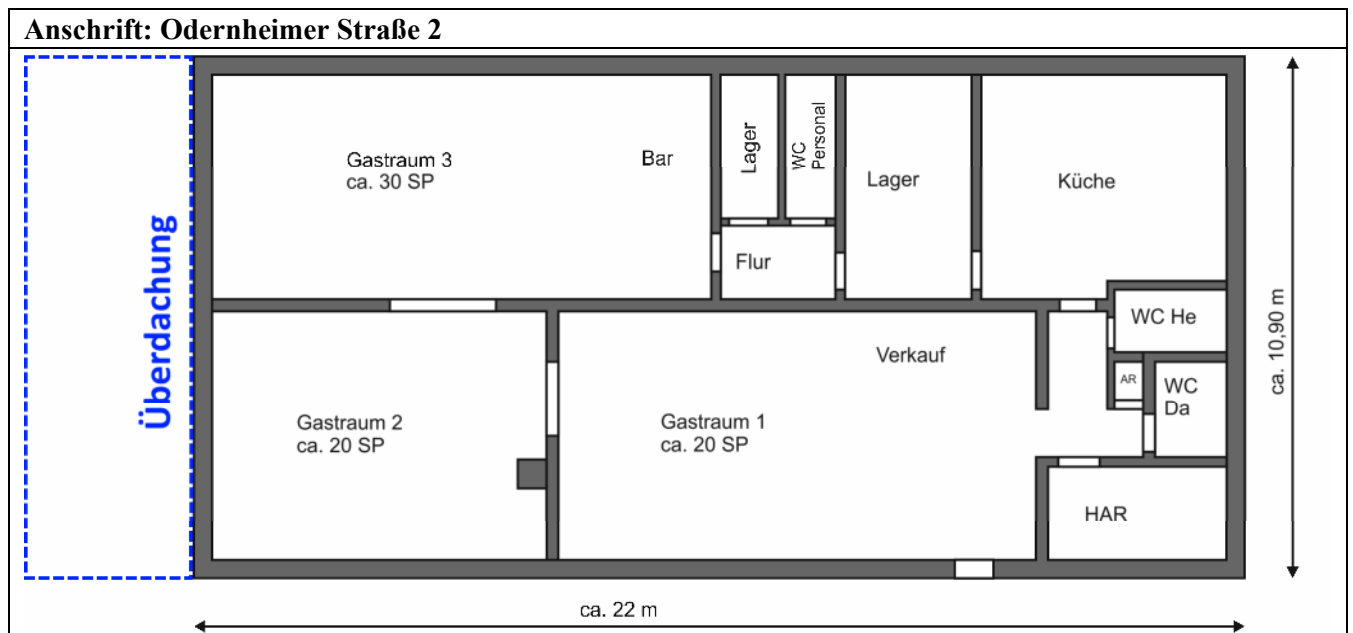 Anschrift: Odernheimer Straße 2
Überdachung
Gastraum 3
ca. 30 SP
Bar
Lager
WC
Personal
Lager
Küche
Flur
WC He
Verkauf
AR
WC
Da
Gastraum 2
ca. 20 SP
Gastraum 1
ca. 20 SP
HAR
ca. 10,90 m
ca. 22 m